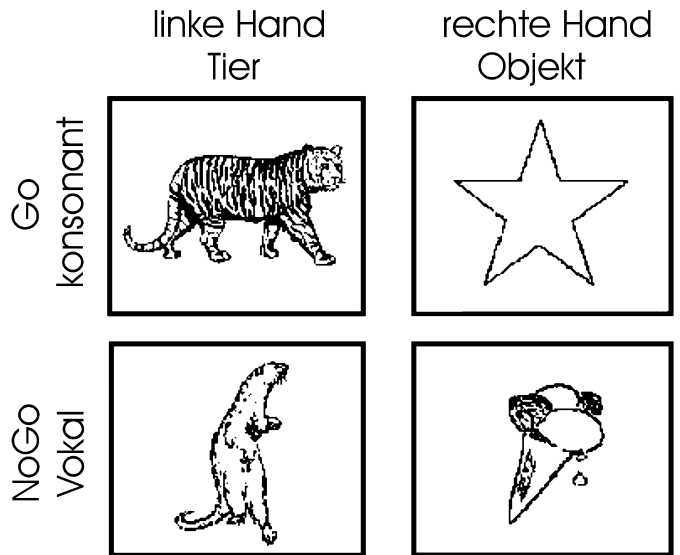 linke Hand
Tier
rechte Hand
Objekt
Go
konsonant
NoGo
Vokal